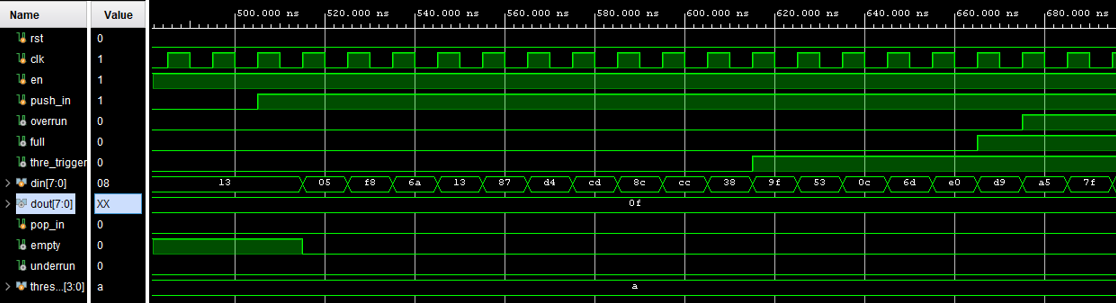 Name Value 500.000 ns 520.000 ns 540.000 ns 560.000 ns 580.000 ns 600.000 ns 620.000 ns 640.000 ns 660.000 ns 680.000 ns
rst 0
clk 1
en 1
push_in 1
overrun 0
full 0
thre_trigger 0
din[7:0] 08 13 05 f8 6a 13 87 d4 cd 8c cc 38 9f 53 0c 6d e0 d9 a5 7f
dout[7:0] XX 0f
pop_in 0
empty 0
underrun 0
thres...[3:0] a a